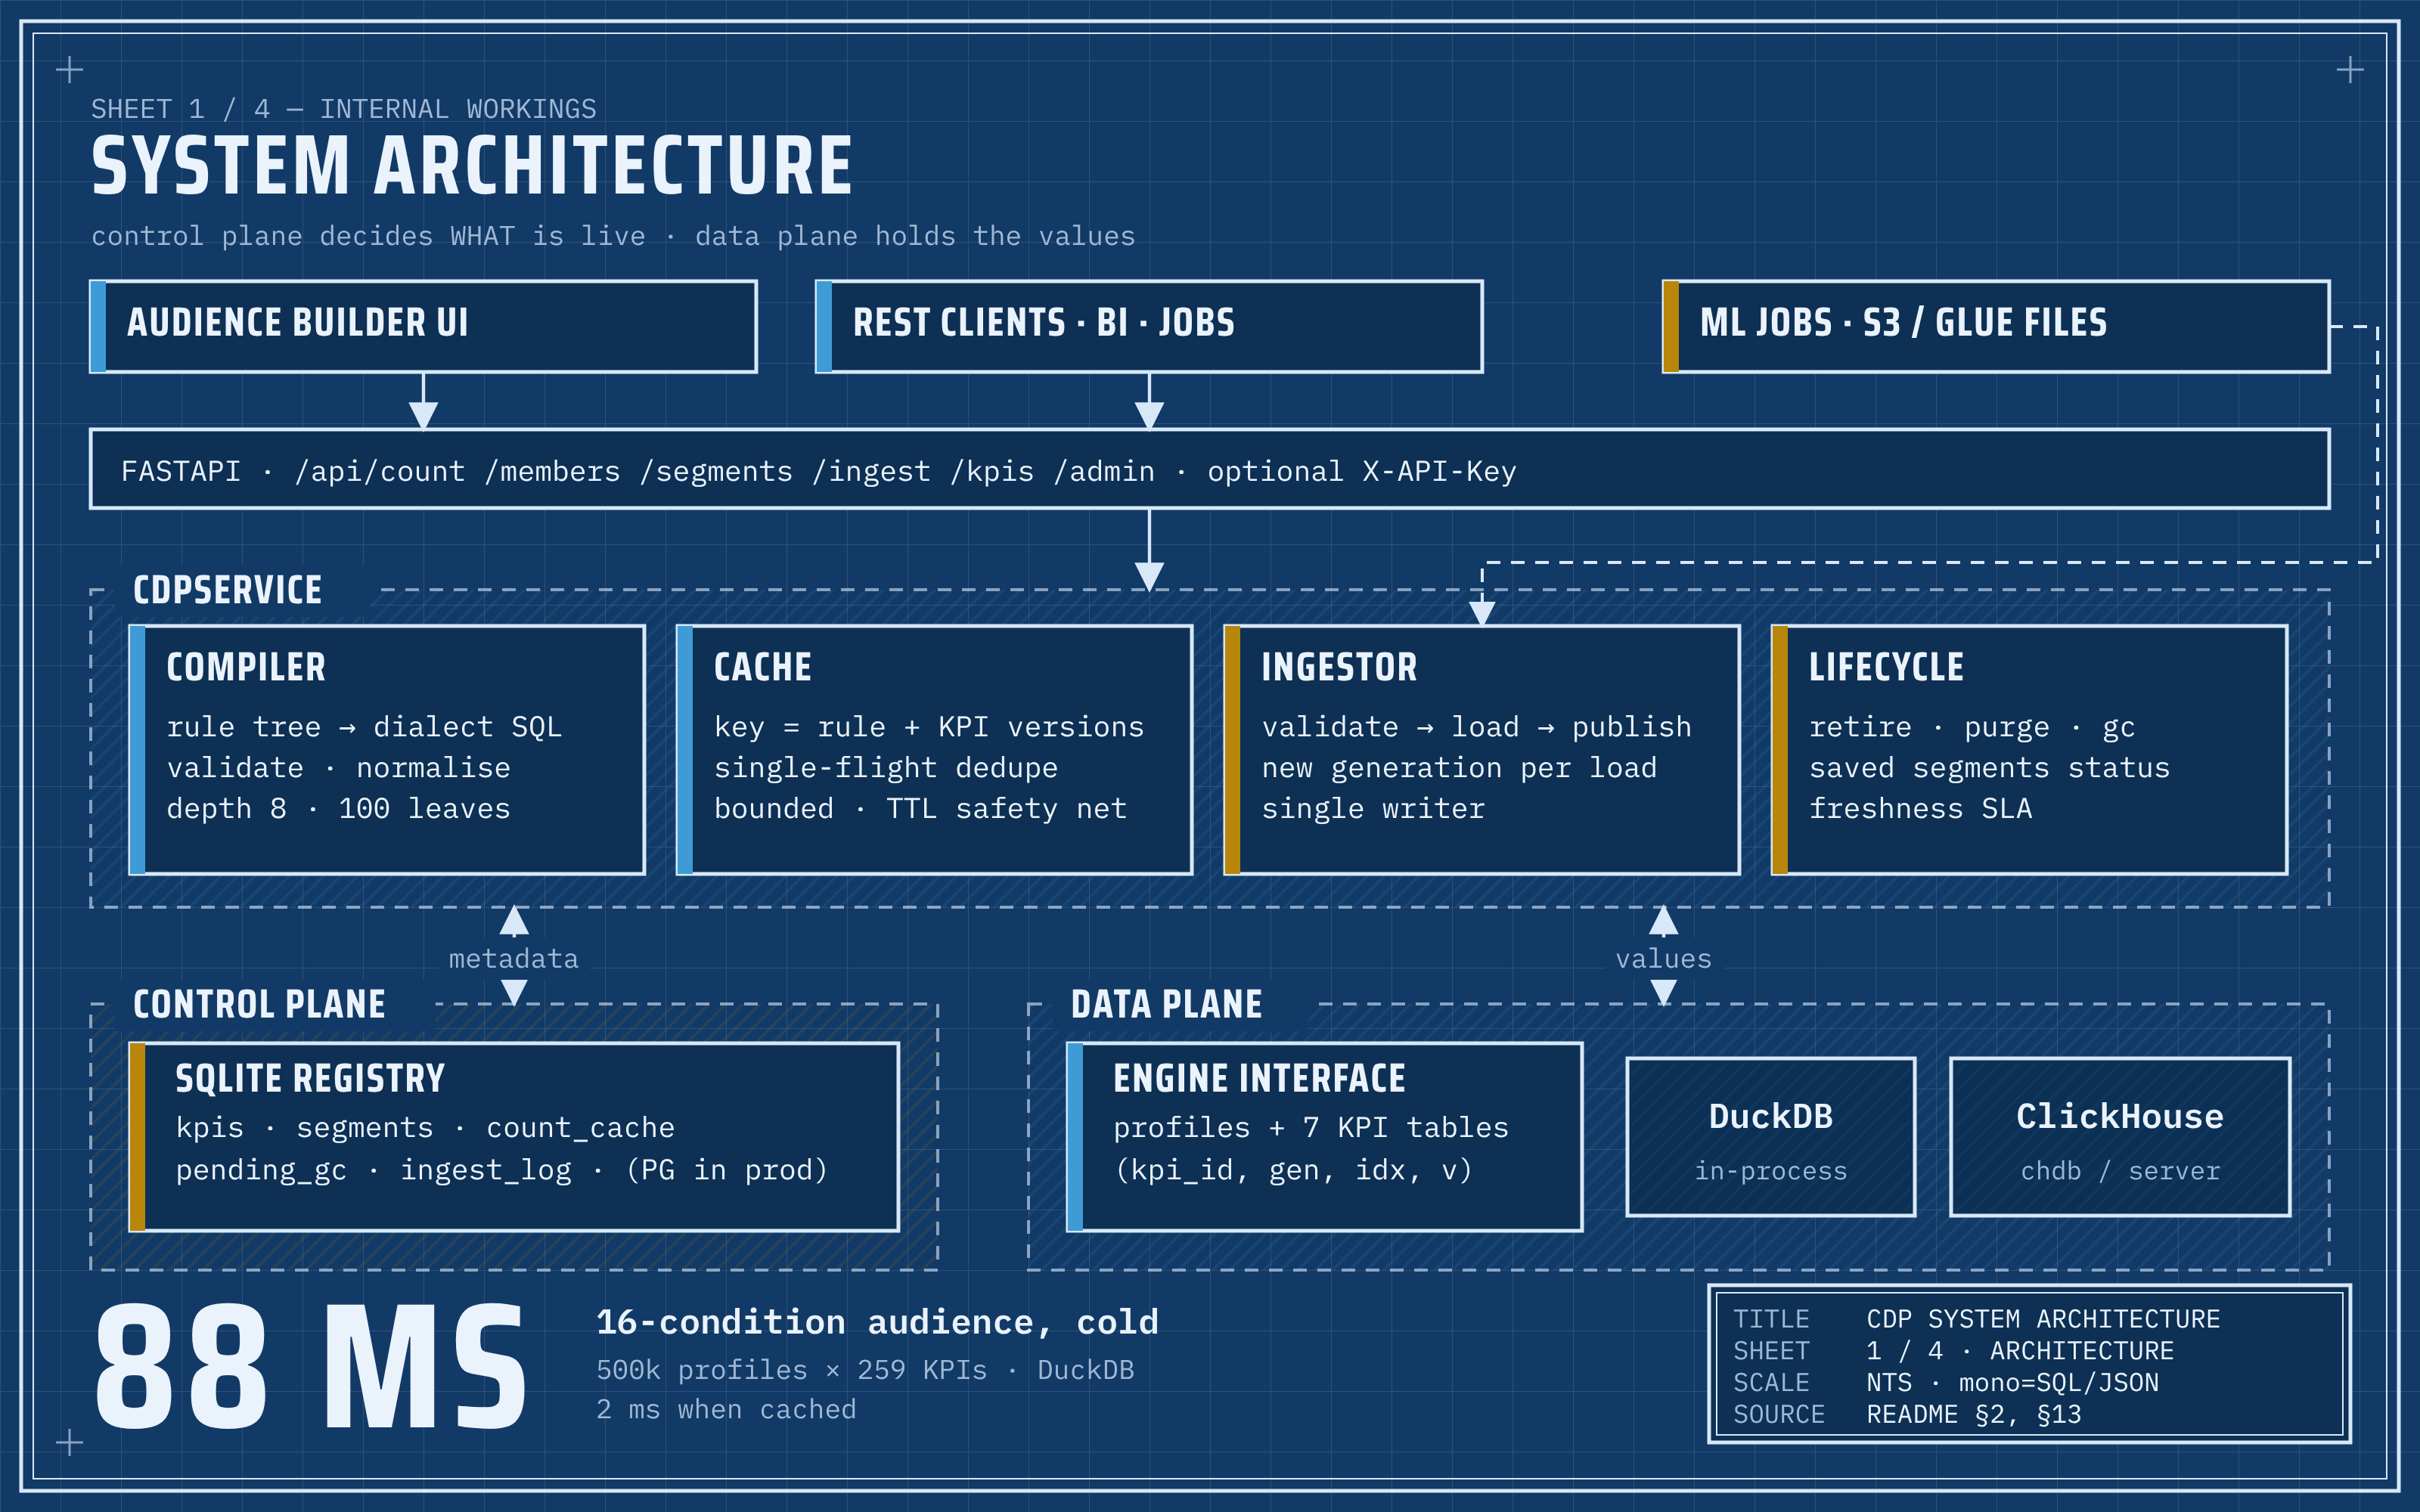 SHEET 1 / 4 — INTERNAL WORKINGS
SYSTEM ARCHITECTURE
control plane decides WHAT is live · data plane holds the values
AUDIENCE BUILDER UI
REST CLIENTS · BI · JOBS
ML JOBS · S3 / GLUE FILES
FASTAPI · /api/count /members /segments /ingest /kpis /admin · optional X-API-Key
CDPSERVICE
COMPILER
rule tree → dialect SQL
validate · normalise
depth 8 · 100 leaves
CACHE
key = rule + KPI versions
single-flight dedupe
bounded · TTL safety net
INGESTOR
validate → load → publish
new generation per load
single writer
LIFECYCLE
retire · purge · gc
saved segments status
freshness SLA
metadata
values
CONTROL PLANE
SQLITE REGISTRY
kpis · segments · count_cache
pending_gc · ingest_log · (PG in prod)
DATA PLANE
ENGINE INTERFACE
profiles + 7 KPI tables
(kpi_id, gen, idx, v)
DuckDB
in-process
ClickHouse
chdb / server
88 MS
16-condition audience, cold
500k profiles × 259 KPIs · DuckDB
2 ms when cached
TITLE CDP SYSTEM ARCHITECTURE
SHEET 1 / 4 · ARCHITECTURE
SCALE NTS · mono=SQL/JSON
SOURCE README §2, §13